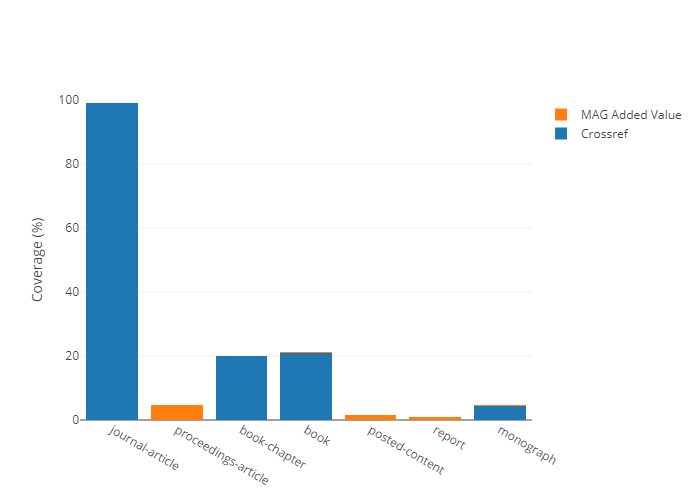 100
80
60
40
20
0
Coverage (%)
journal-article
proceedings-article
book-chapter
book
posted-content
report
monograph
MAG Added Value
Crossref